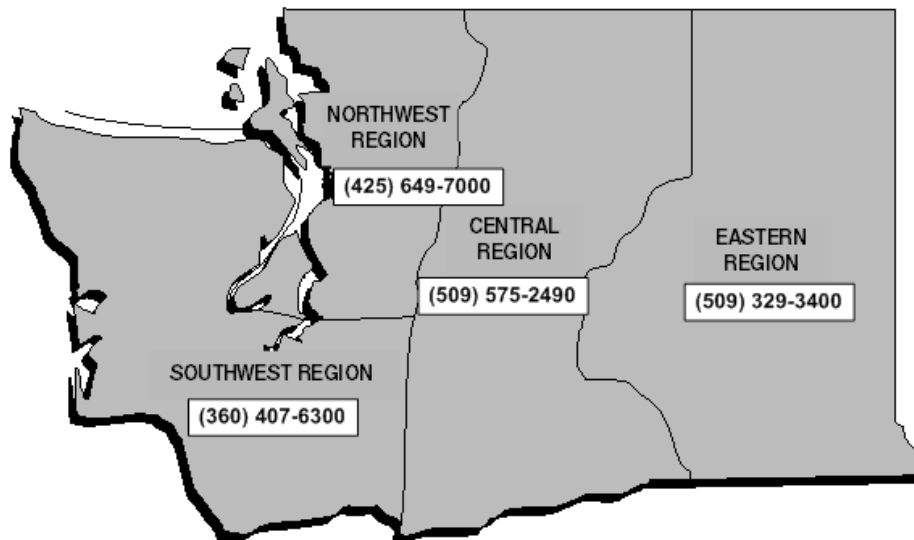 NORTHWEST
REGION
(425) 649-7000
CENTRAL
REGION
(509) 575-2490
EASTERN
REGION
(509) 329-3400
SOUTHWEST REGION
(360) 407-6300